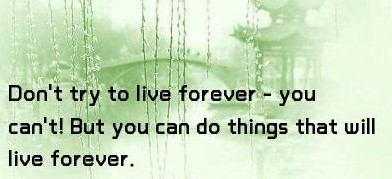 Don't try to live forever - you
can't! But you can do things that will
live forever.